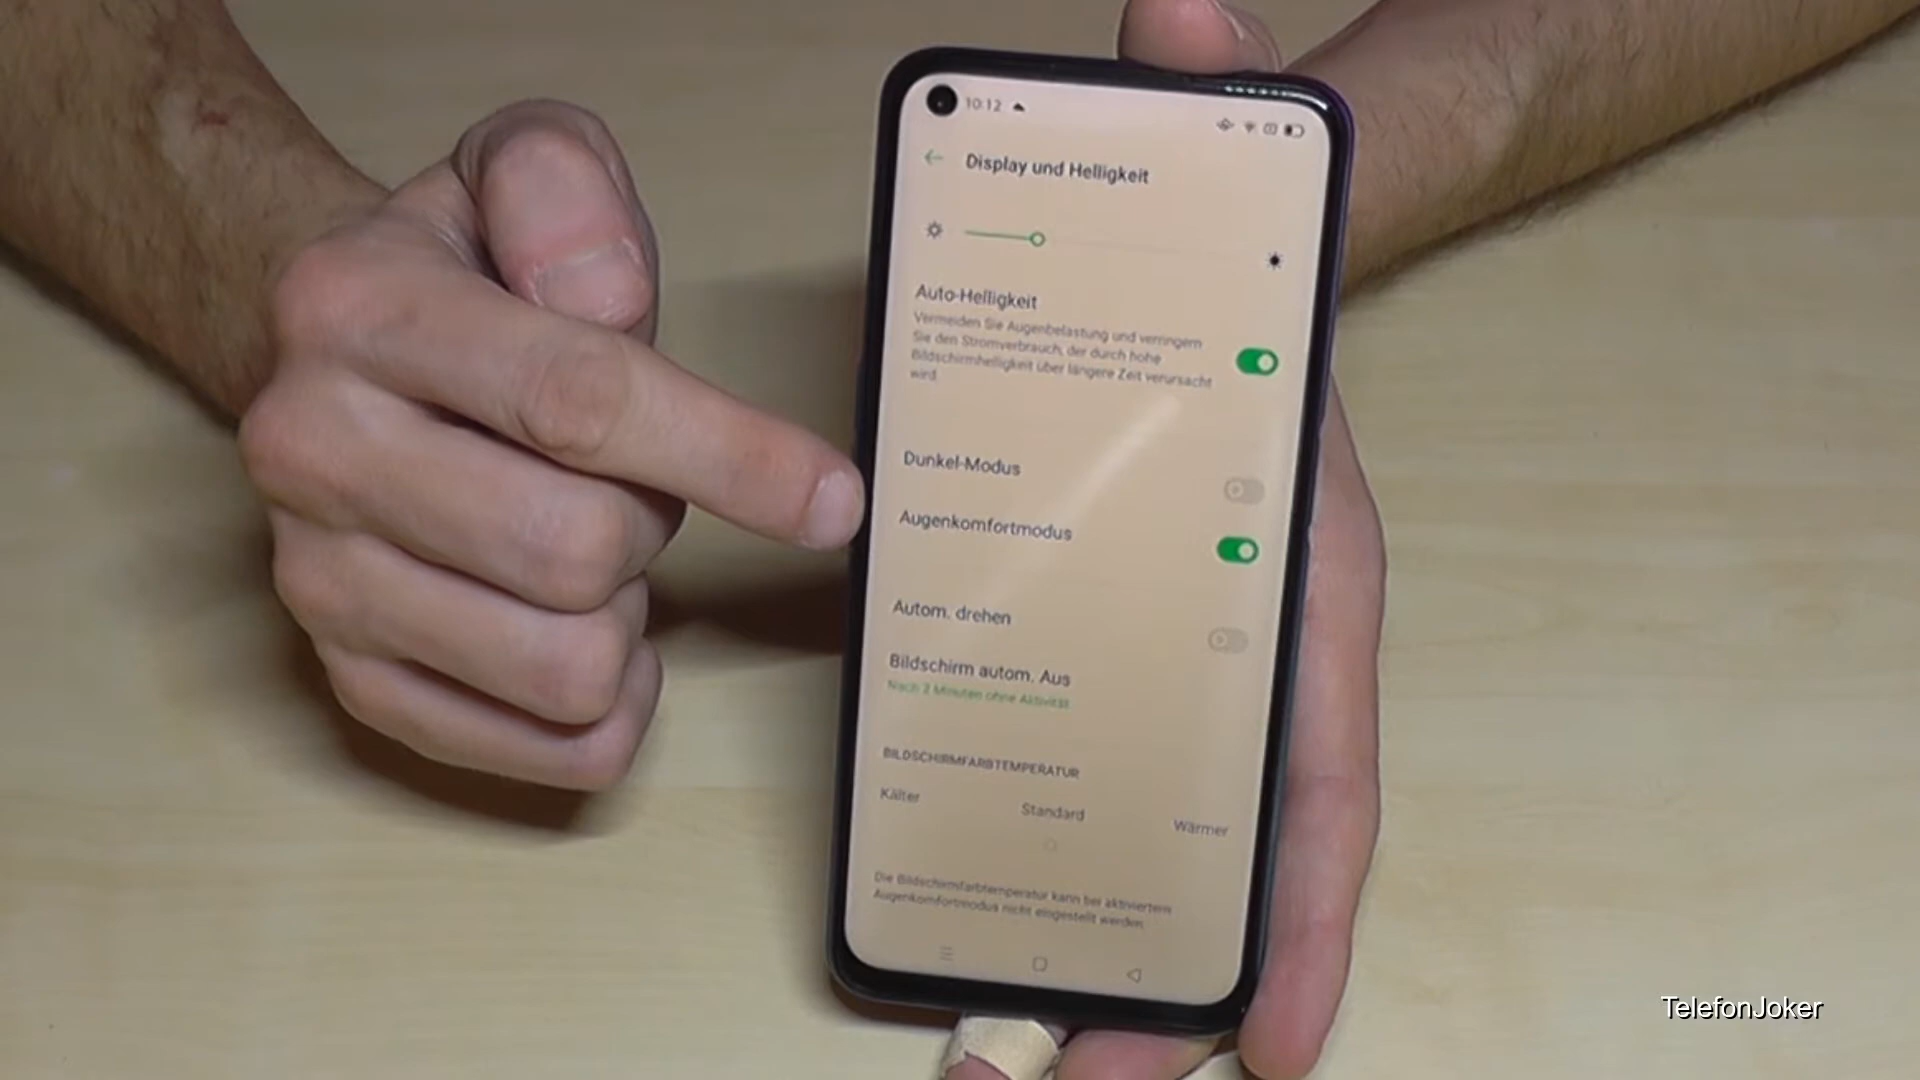 10:12
Display und Helligkeit
Auto-Helligkeit
Vermeiden Sie Augenbelastung und verringern
Sie den Stromverbrauch, der durch hohe
Bildschirmhelligkeit über längere Zeit verursacht
wird.
Dunkel-Modus
Augenkomfortmodus
Autom. drehen
Bildschirm autom. Aus
Nach 2 Minuten ohne Aktivität
BILDSCHIRMFARBTEMPERATUR
Kälter
Standard
Wärmer
Die Bildschirmfarbtemperatur kann bei aktiviertem
Augenkomfortmodus nicht eingestellt werden.
TelefonJoker